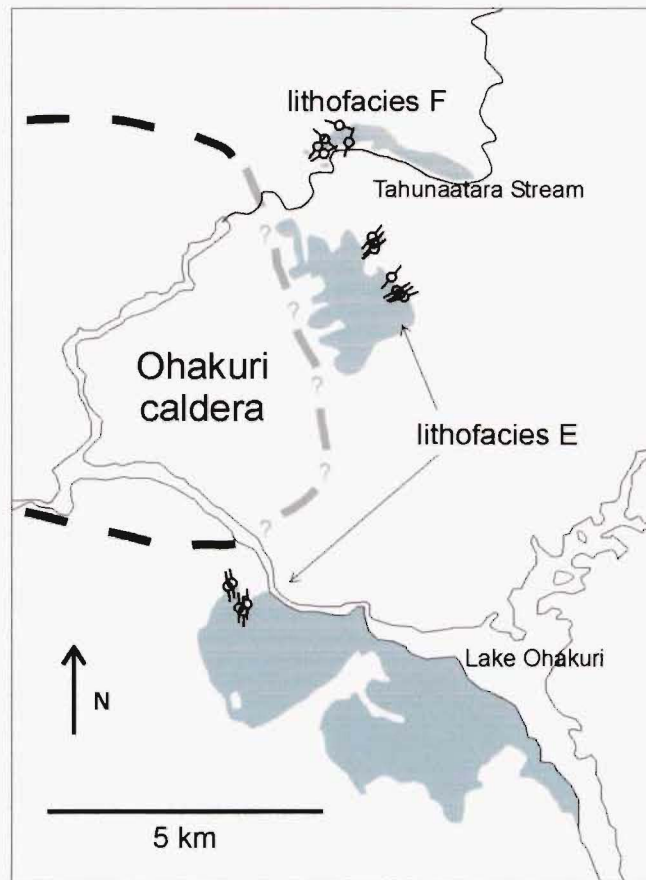 lithofacies F
Tahunaatara Stream
?
?
?
Ohakuri
caldera
?
lithofacies E
?
?
Lake Ohakuri
N
5 km